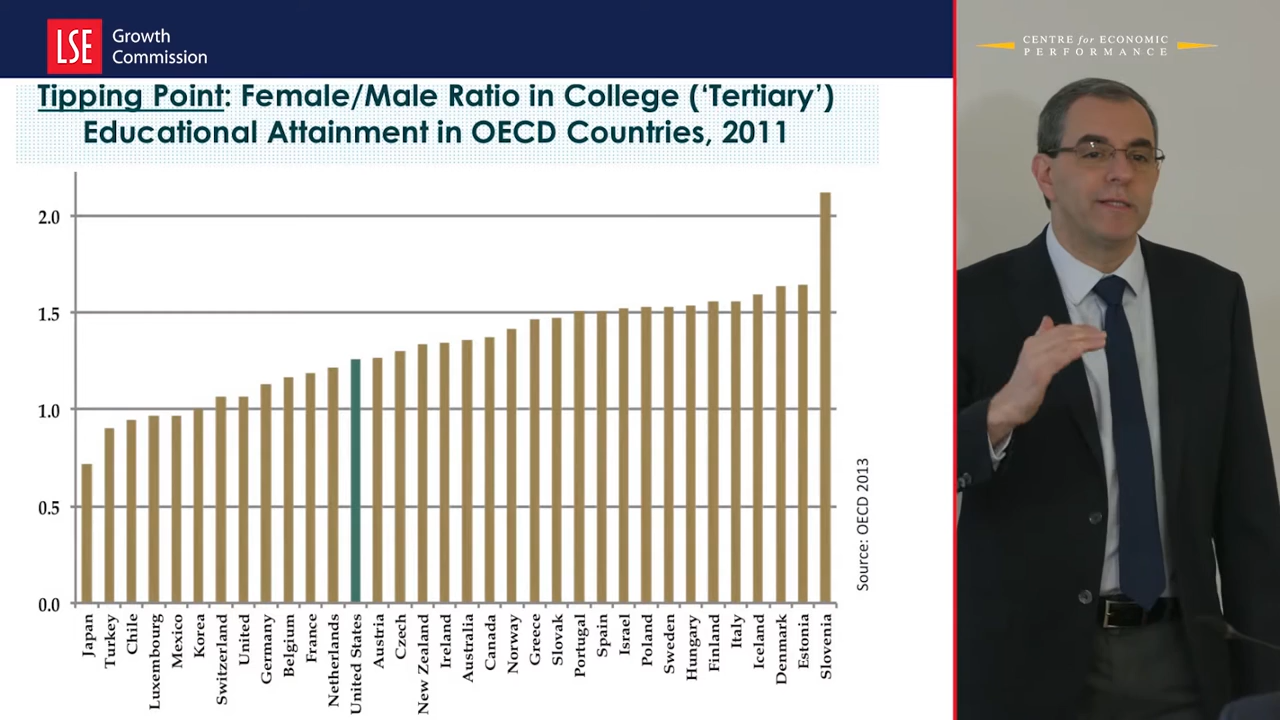 LSE
Growth
Commission
CENTRE for ECONOMIC
PERFORMANCE
Tipping Point: Female/Male Ratio in College (‘Tertiary’)
Educational Attainment in OECD Countries, 2011
2.0
1.5
1.0
0.5
0.0
Source: OECD 2013
Japan
Turkey
Chile
Luxembourg
Mexico
Korea
Switzerland
United
Germany
Belgium
France
Netherlands
United States
Austria
Czech
New Zealand
Ireland
Australia
Canada
Norway
Greece
Slovak
Portugal
Spain
Israel
Poland
Sweden
Hungary
Finland
Italy
Iceland
Denmark
Estonia
Slovenia